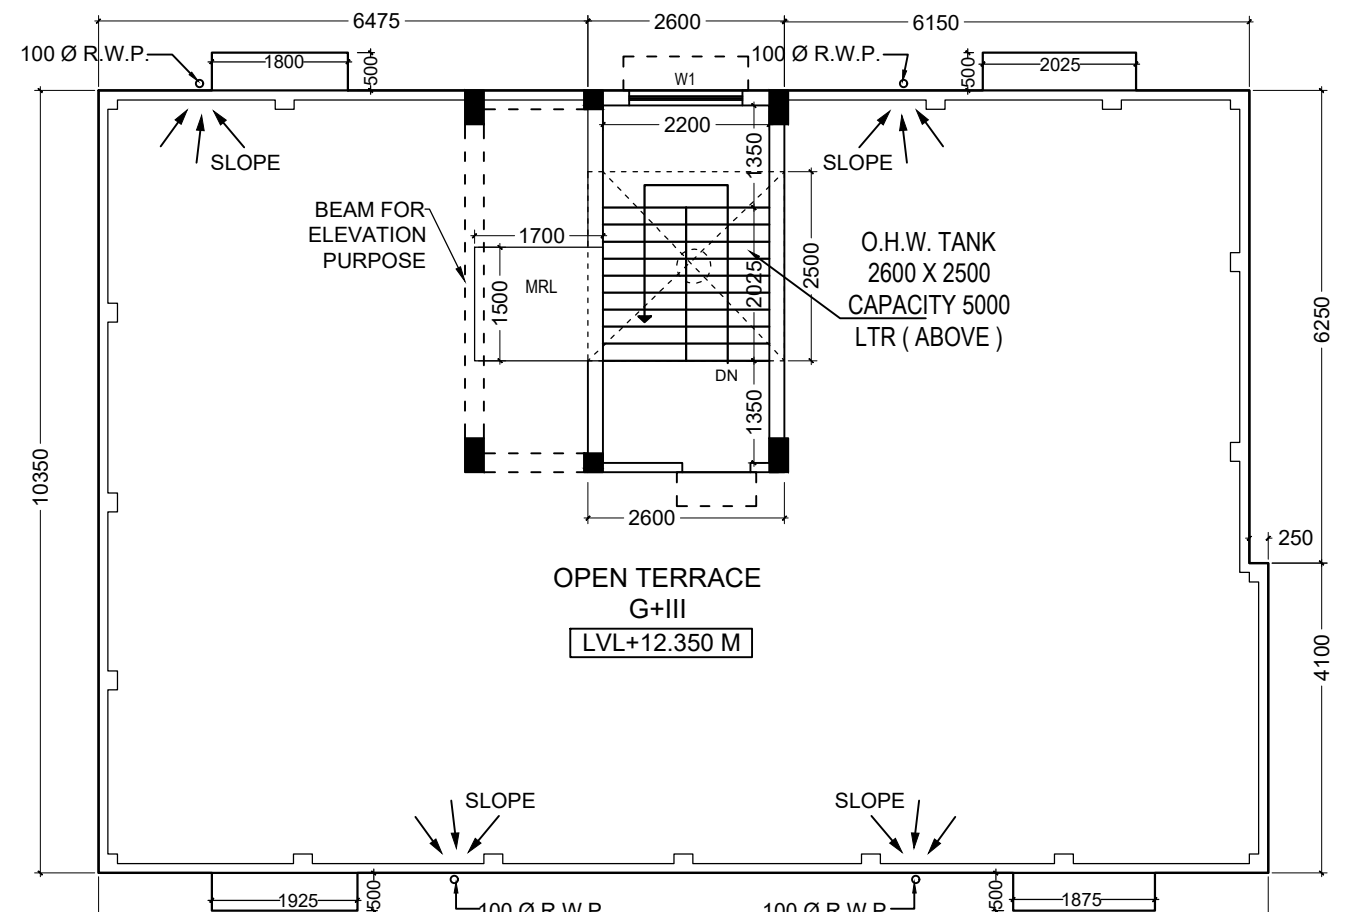 6475
2600
6150
100 Ø R.W.P.
1800
500
W1
100 Ø R.W.P.
500
2025
2200
1350
SLOPE
SLOPE
BEAM FOR
ELEVATION
PURPOSE
1700
MRL
1500
2025
2500
O.H.W. TANK
2600 X 2500
CAPACITY 5000
LTR ( ABOVE )
DN
1350
6250
10350
2600
250
OPEN TERRACE
G+III
LVL+12.350 M
4100
SLOPE
SLOPE
1925
500
100 Ø R.W.P.
100 Ø R.W.P.
500
1875